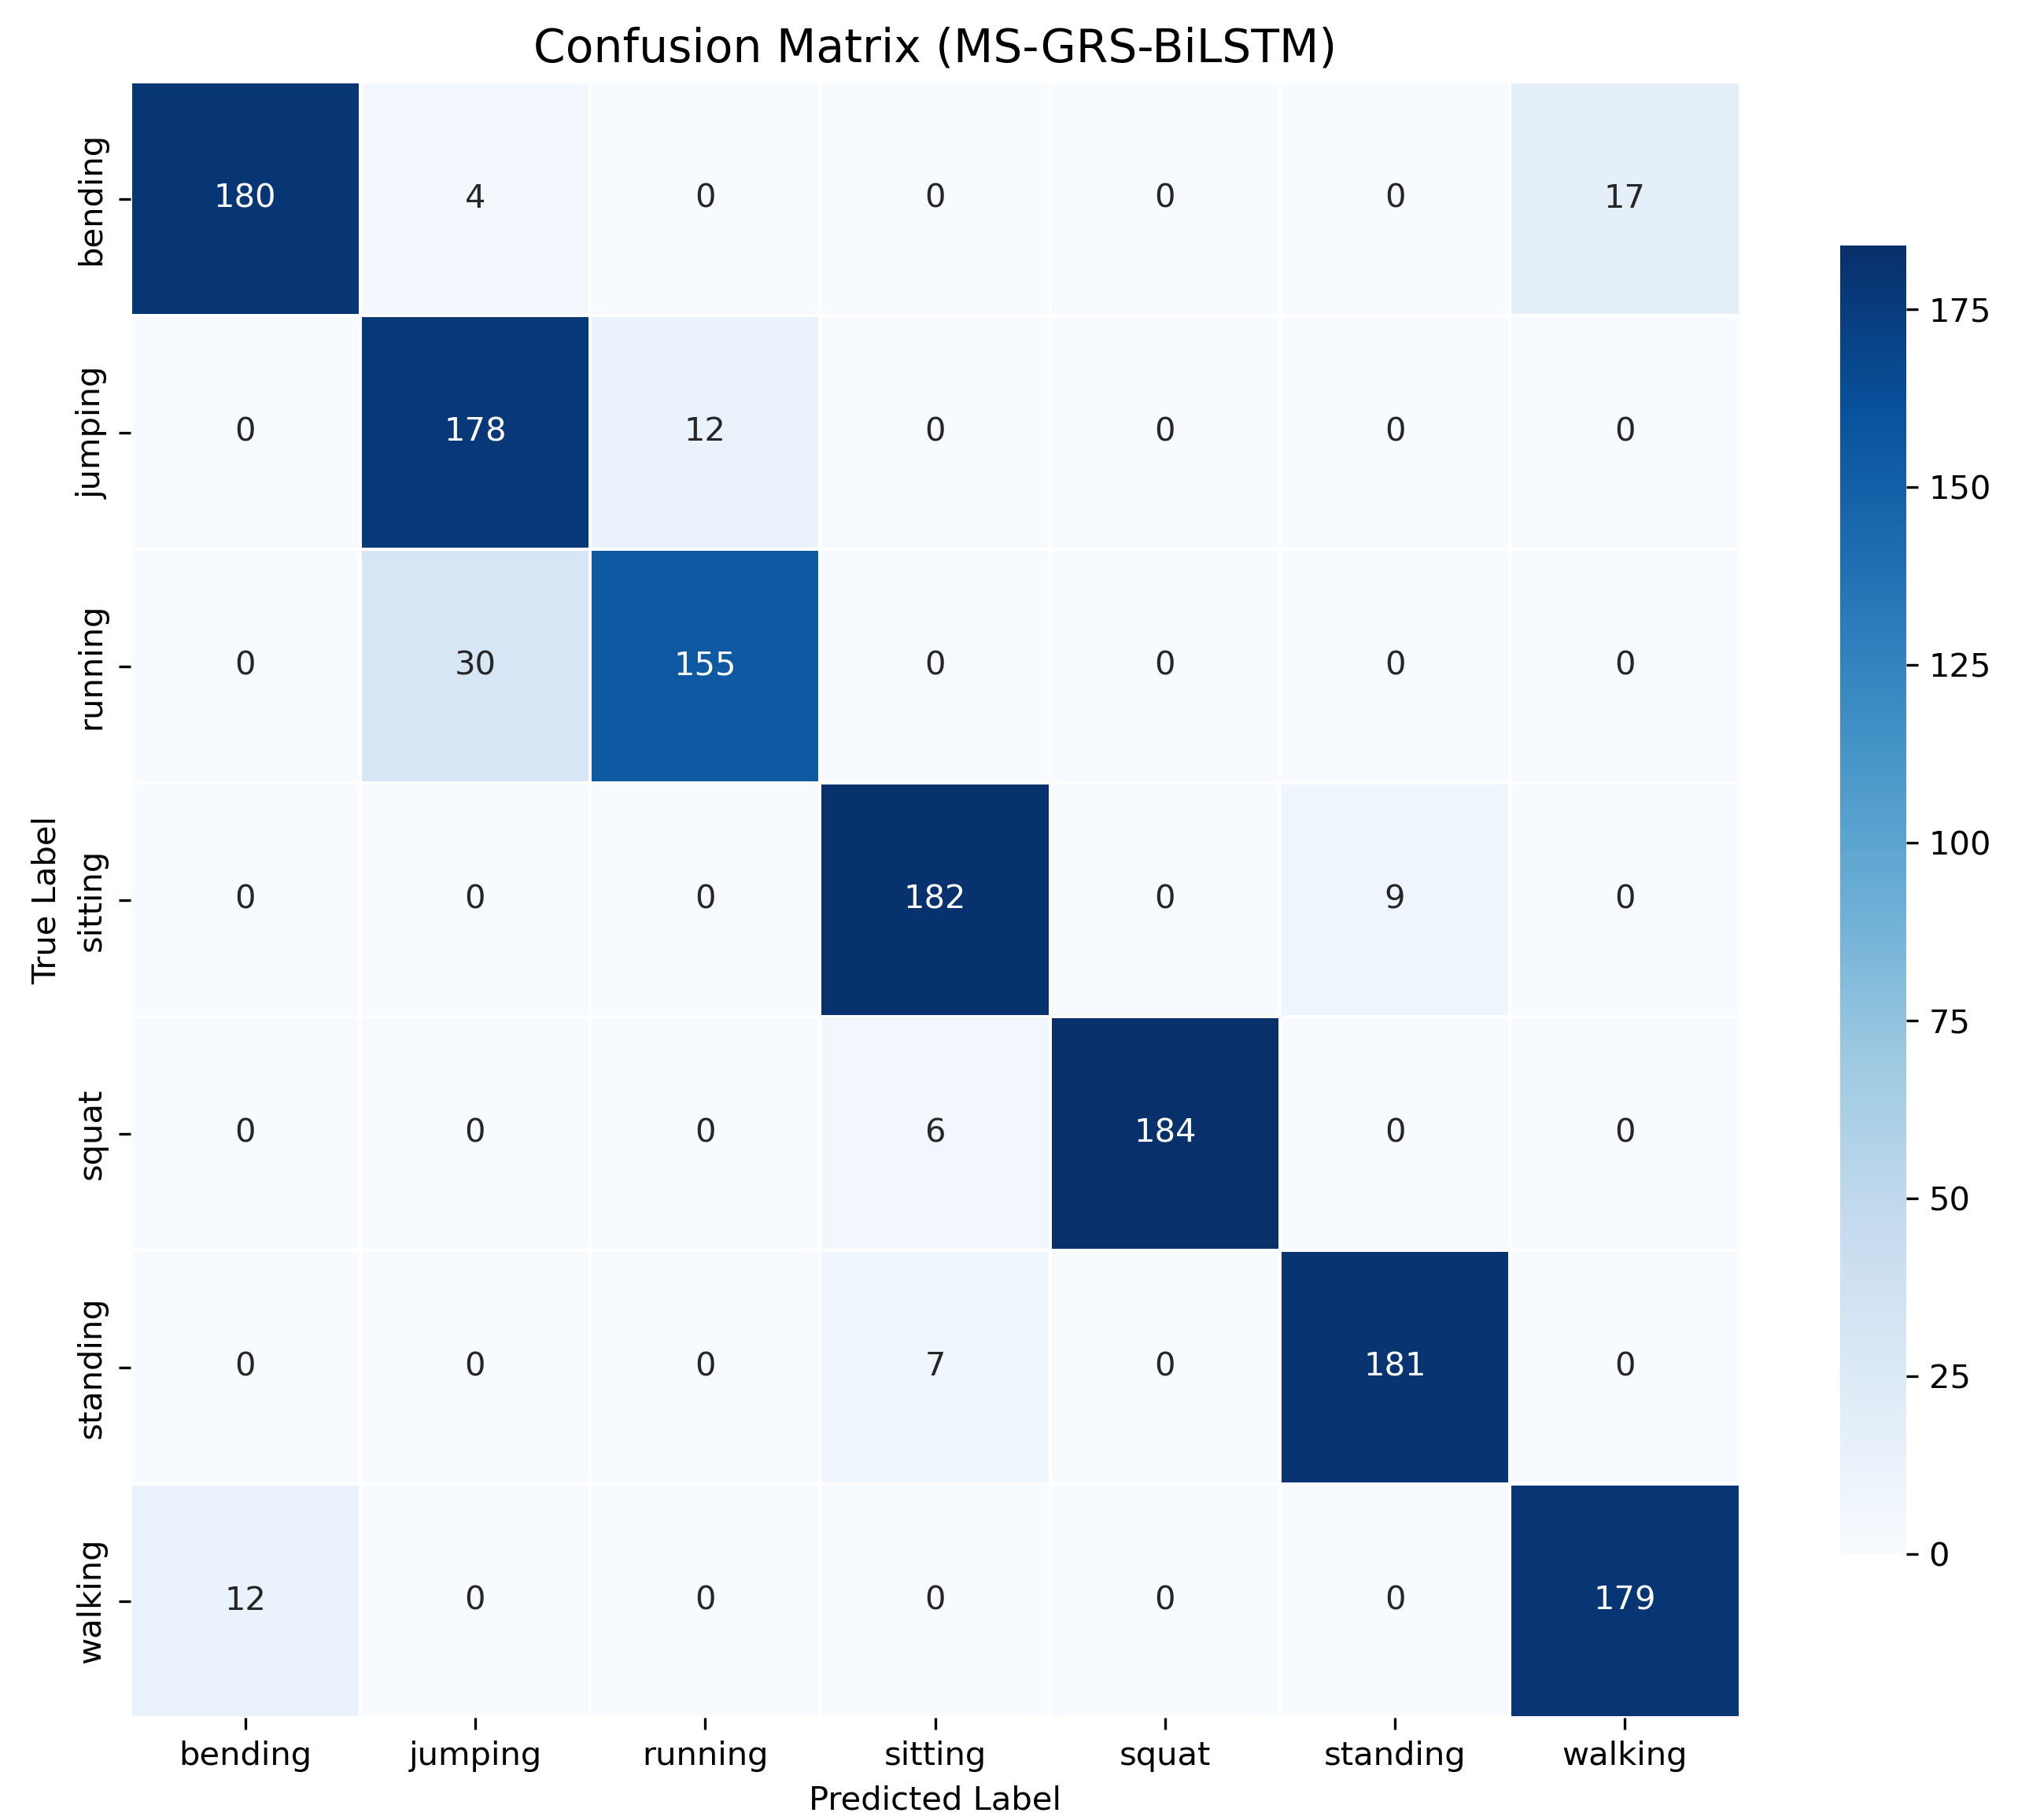 Confusion Matrix (MS-GRS-BiLSTM)
True Label
bending 180 4 0 0 0 0 17
jumping 0 178 12 0 0 0 0
running 0 30 155 0 0 0 0
sitting 0 0 0 182 0 9 0
squat 0 0 0 6 184 0 0
standing 0 0 0 7 0 181 0
walking 12 0 0 0 0 0 179
bending jumping running sitting squat standing walking
Predicted Label
175
150
125
100
75
50
25
0